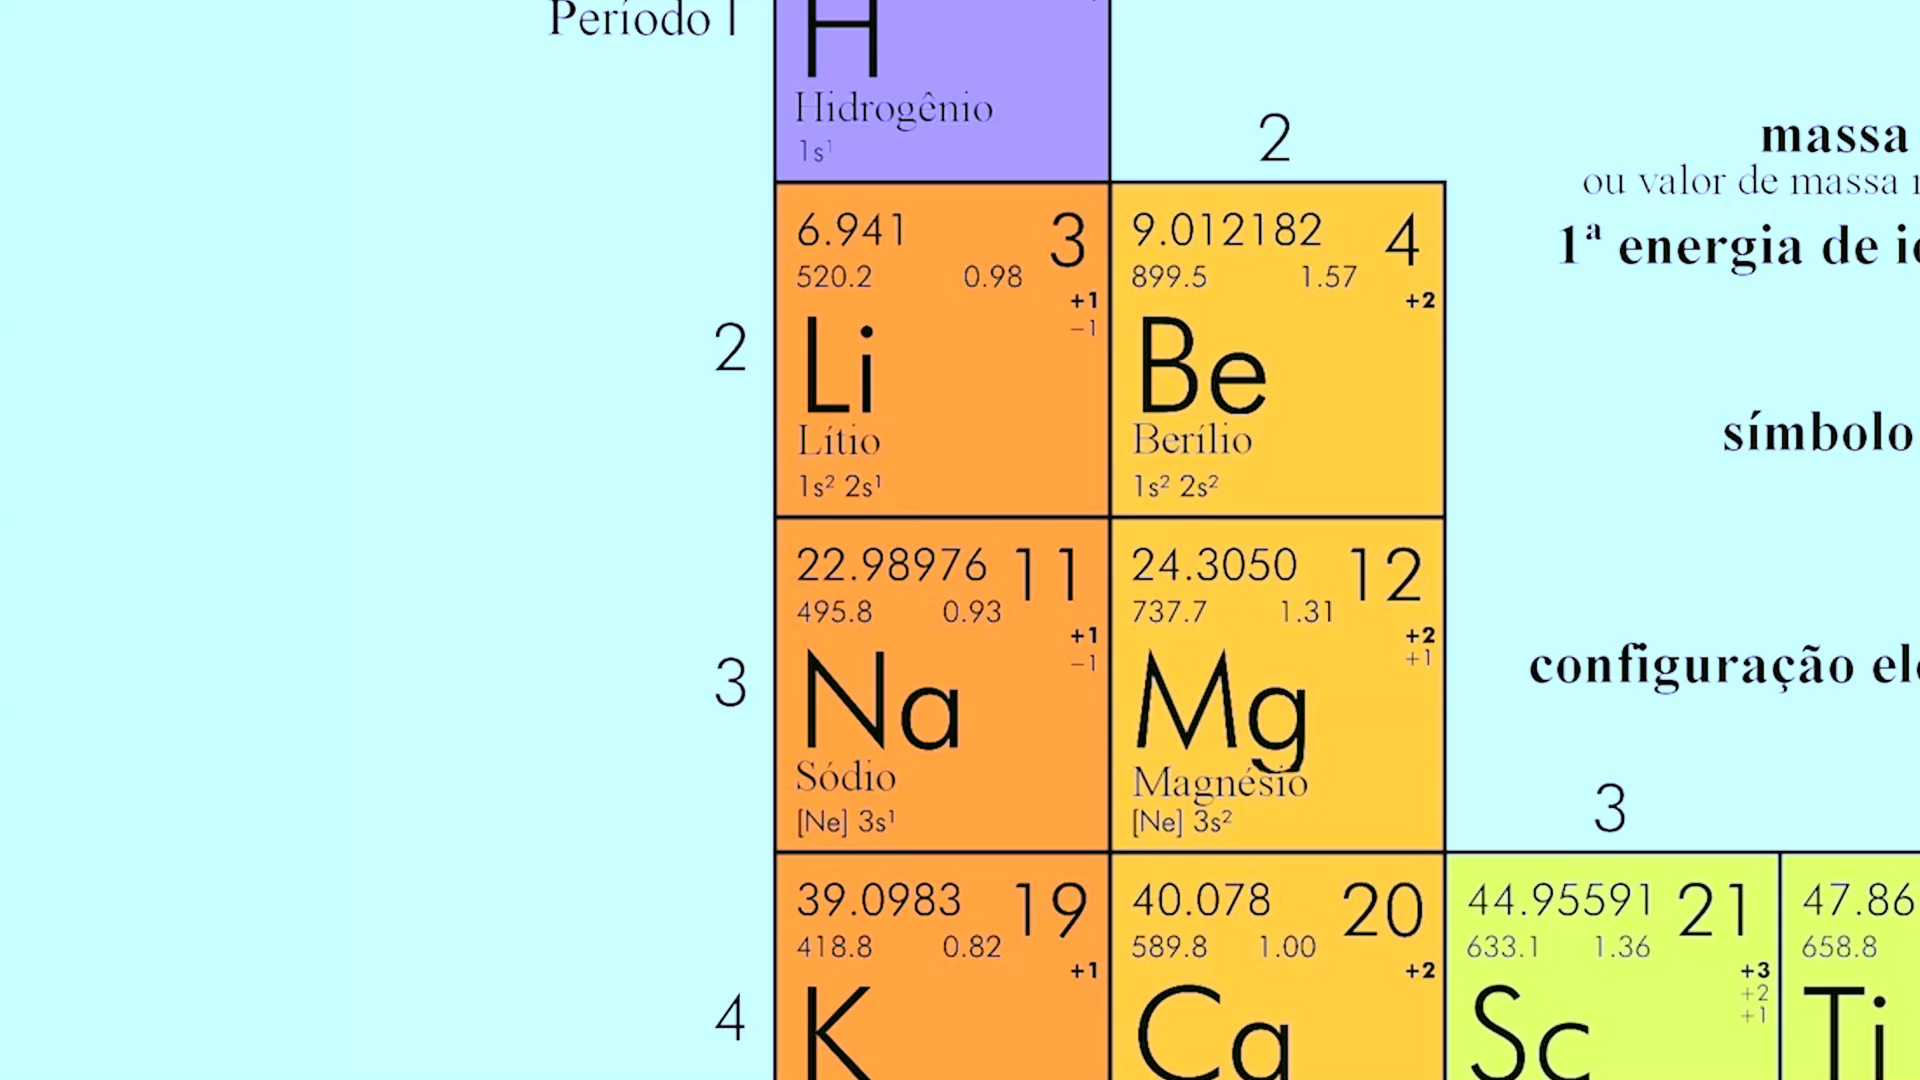 Período 1
H
Hidrogênio
1s¹
2
massa
ou valor de massa
1ª energia de
6.941 3
520.2 0.98
+1
−1
Li
Lítio
1s² 2s¹
9.012182 4
899.5 1.57
+2
Be
Berílio
1s² 2s²
2
símbolo
22.98976 11
495.8 0.93
+1
−1
Na
Sódio
[Ne] 3s¹
24.3050 12
737.7 1.31
+2
+1
Mg
Magnésio
[Ne] 3s²
3
configuração
3
39.0983 19
418.8 0.82
+1
K
40.078 20
589.8 1.00
+2
Ca
44.95591 21
633.1 1.36
+3
+2
+1
Sc
47.86
658.8
Ti
4